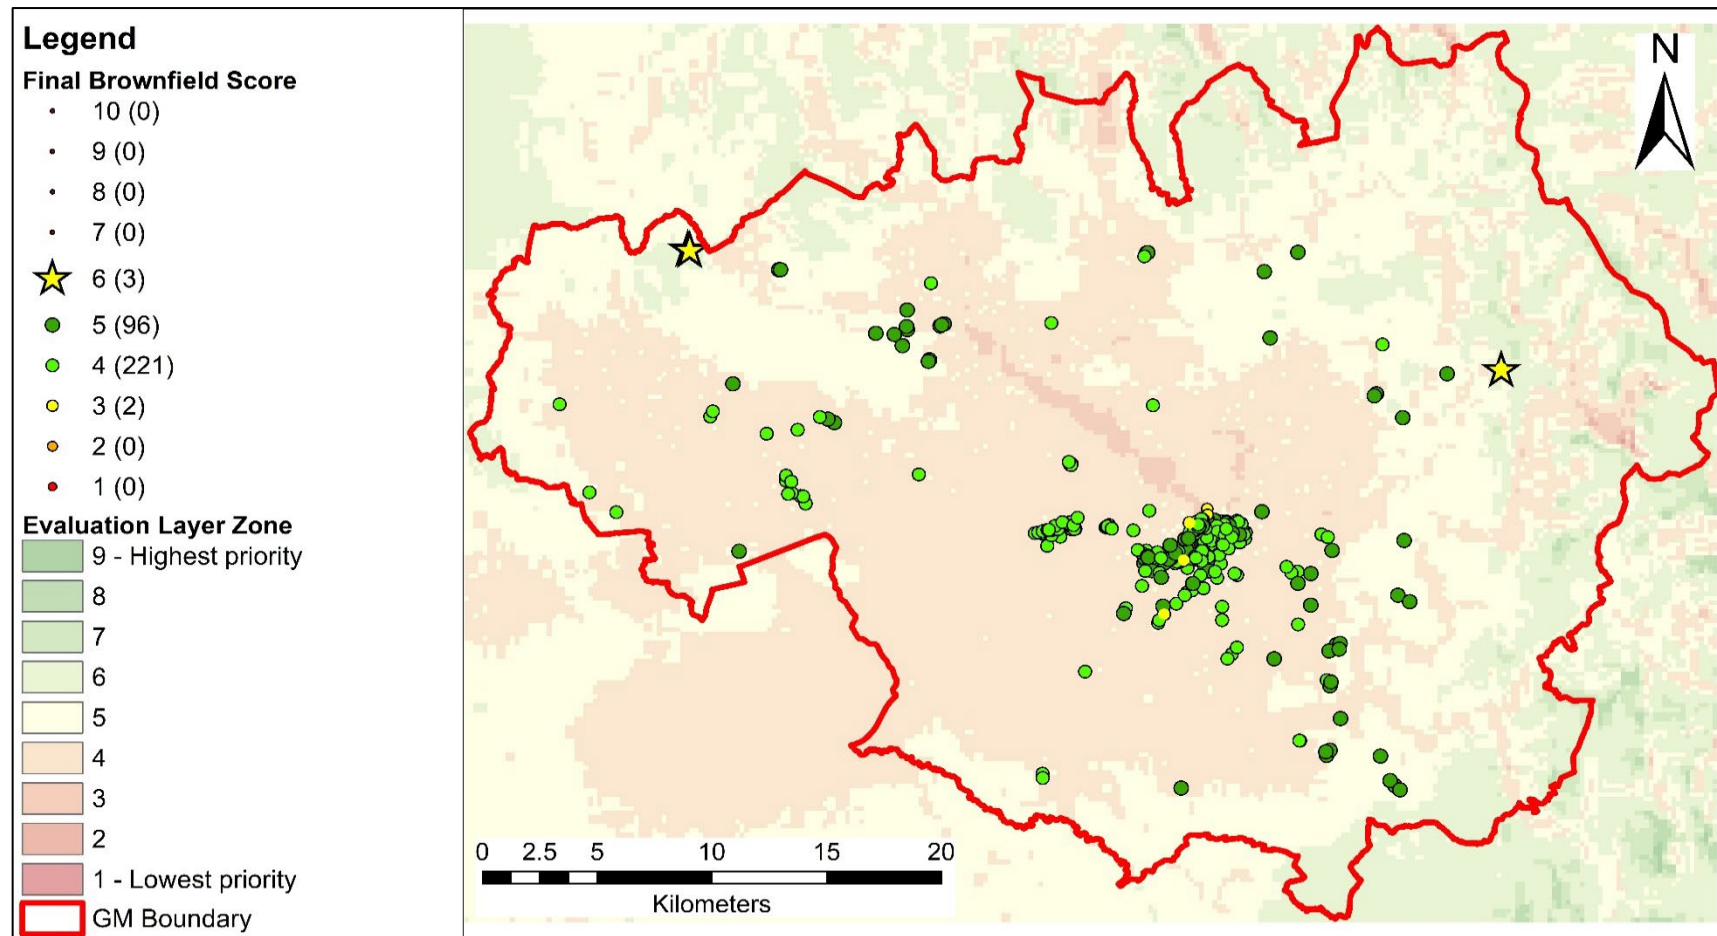 Legend
Final Brownfield Score
10 (0)
9 (0)
8 (0)
7 (0)
6 (3)
5 (96)
4 (221)
3 (2)
2 (0)
1 (0)
Evaluation Layer Zone
9 - Highest priority
8
7
6
5
4
3
2
1 - Lowest priority
GM Boundary
N
0 2.5 5 10 15 20
Kilometers